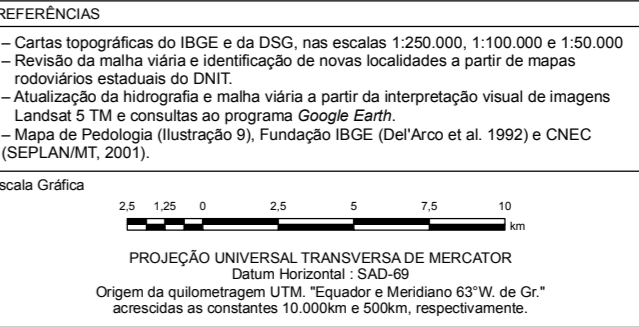 REFERÊNCIAS
– Cartas topográficas do IBGE e da DSG, nas escalas 1:250.000, 1:100.000 e 1:50.000
– Revisão da malha viária e identificação de novas localidades a partir de mapas
rodoviários estaduais do DNIT.
– Atualização da hidrografia e malha viária a partir da interpretação visual de imagens
Landsat 5 TM e consultas ao programa Google Earth.
– Mapa de Pedologia (Ilustração 9), Fundação IBGE (Del'Arco et al. 1992) e CNEC
(SEPLAN/MT, 2001).
Escala Gráfica
2,5 1,25 0 2,5 5 7,5 10
km
PROJEÇÃO UNIVERSAL TRANSVERSA DE MERCATOR
Datum Horizontal : SAD-69
Origem da quilometragem UTM. "Equador e Meridiano 63°W. de Gr."
acrescidas as constantes 10.000km e 500km, respectivamente.